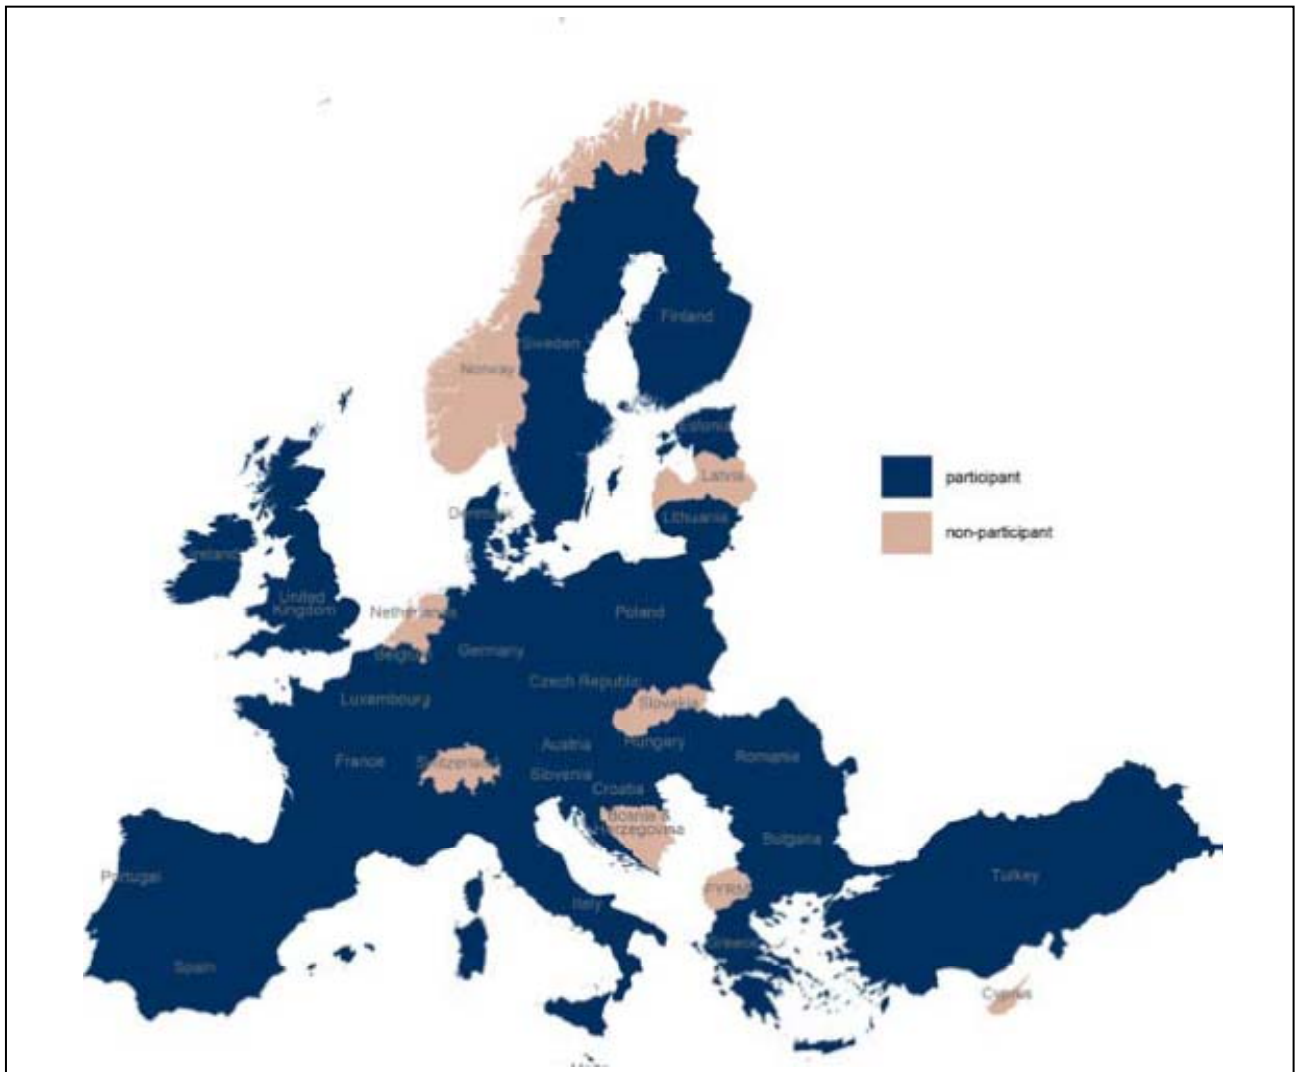 Finland
Sweden
Norway
Estonia
Latvia
participant
Denmark
Lithuania
non-participant
Ireland
United
Kingdom
Netherlands
Poland
Belgium
Germany
Czech Republic
Luxembourg
Slovakia
Hungary
Austria
Romania
France
Switzerland
Slovenia
Croatia
Bosnia &
Herzegovina
Bulgaria
Portugal
Turkey
FYRM
Italy
Greece
Spain
Cyprus